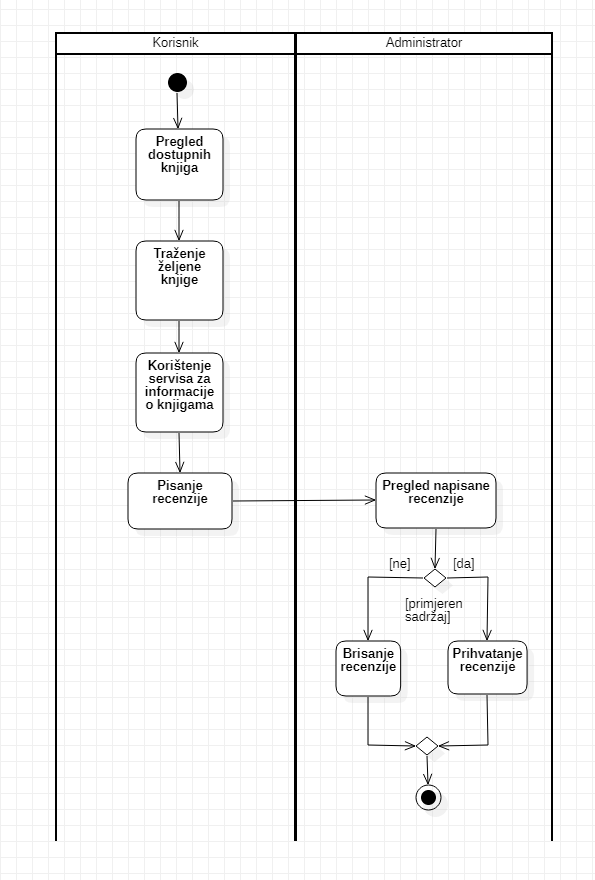 Korisnik
Administrator
Pregled
dostupnih
knjiga
Traženje
željene
knjige
Korištenje
servisa za
informacije
o knjigama
Pisanje
recenzije
Pregled napisane
recenzije
[ne]
[da]
[primjeren
sadržaj]
Brisanje
recenzije
Prihvatanje
recenzije